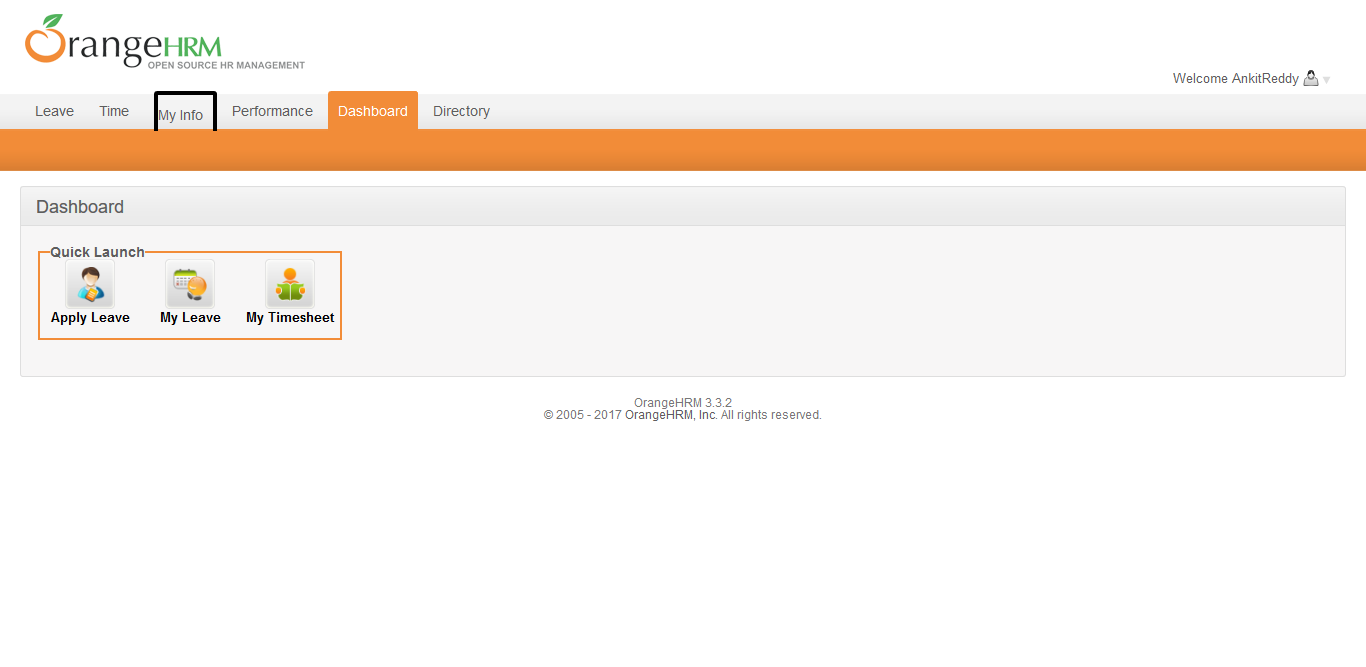 OrangeHRM
OPEN SOURCE HR MANAGEMENT
Welcome AnkitReddy
Leave Time My Info Performance Dashboard Directory
Dashboard
Quick Launch
Apply Leave My Leave My Timesheet
OrangeHRM 3.3.2
© 2005 - 2017 OrangeHRM, Inc. All rights reserved.